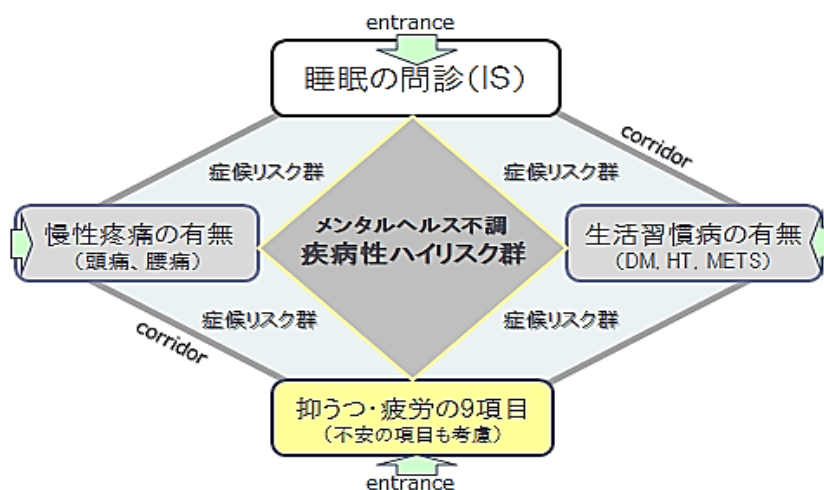 entrance
睡眠の問診(IS)
corridor
症候リスク群
症候リスク群
メンタルヘルス不調
疾病性ハイリスク群
慢性疼痛の有無
(頭痛、腰痛)
生活習慣病の有無
(DM, HT, METS)
症候リスク群
症候リスク群
corridor
抑うつ・疲労の9項目
(不安の項目も考慮)
entrance